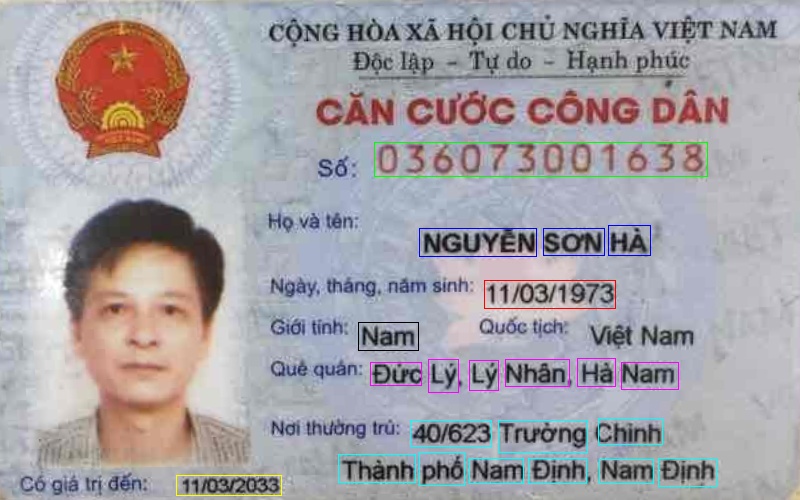 CỘNG HÒA XÃ HỘI CHỦ NGHĨA VIỆT NAM
Độc lập - Tự do - Hạnh phúc
CĂN CƯỚC CÔNG DÂN
Số: 036073001638
Họ và tên:
NGUYỄN SƠN HÀ
Ngày, tháng, năm sinh: 11/03/1973
Giới tính: Nam Quốc tịch: Việt Nam
Quê quán: Đức Lý, Lý Nhân, Hà Nam
Nơi thường trú: 40/623 Trường Chinh
Thành phố Nam Định, Nam Định
Có giá trị đến: 11/03/2033